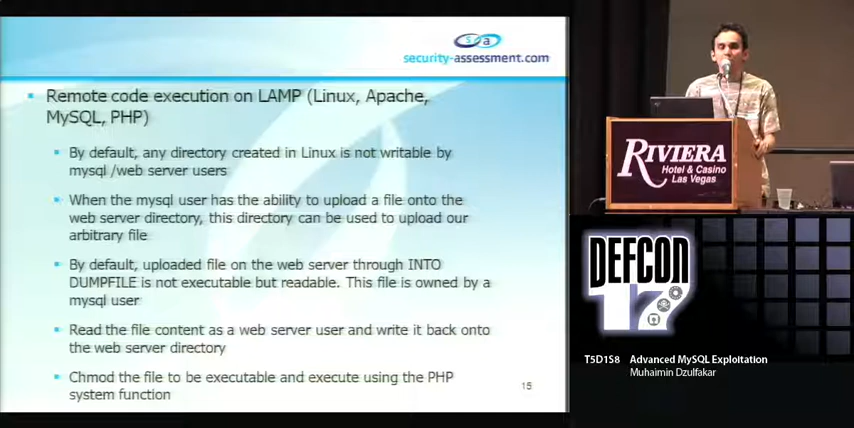 s a
security-assessment.com
Remote code execution on LAMP (Linux, Apache,
MySQL, PHP)
By default, any directory created in Linux is not writable by
mysql /web server users
When the mysql user has the ability to upload a file onto the
web server directory, this directory can be used to upload our
arbitrary file
By default, uploaded file on the web server through INTO
DUMPFILE is not executable but readable. This file is owned by a
mysql user
Read the file content as a web server user and write it back onto
the web server directory
Chmod the file to be executable and execute using the PHP
system function
15
RIVIERA
Hotel & Casino
Las Vegas
DEFCON
17
T5D1S8 Advanced MySQL Exploitation
Muhaimin Dzulfakar